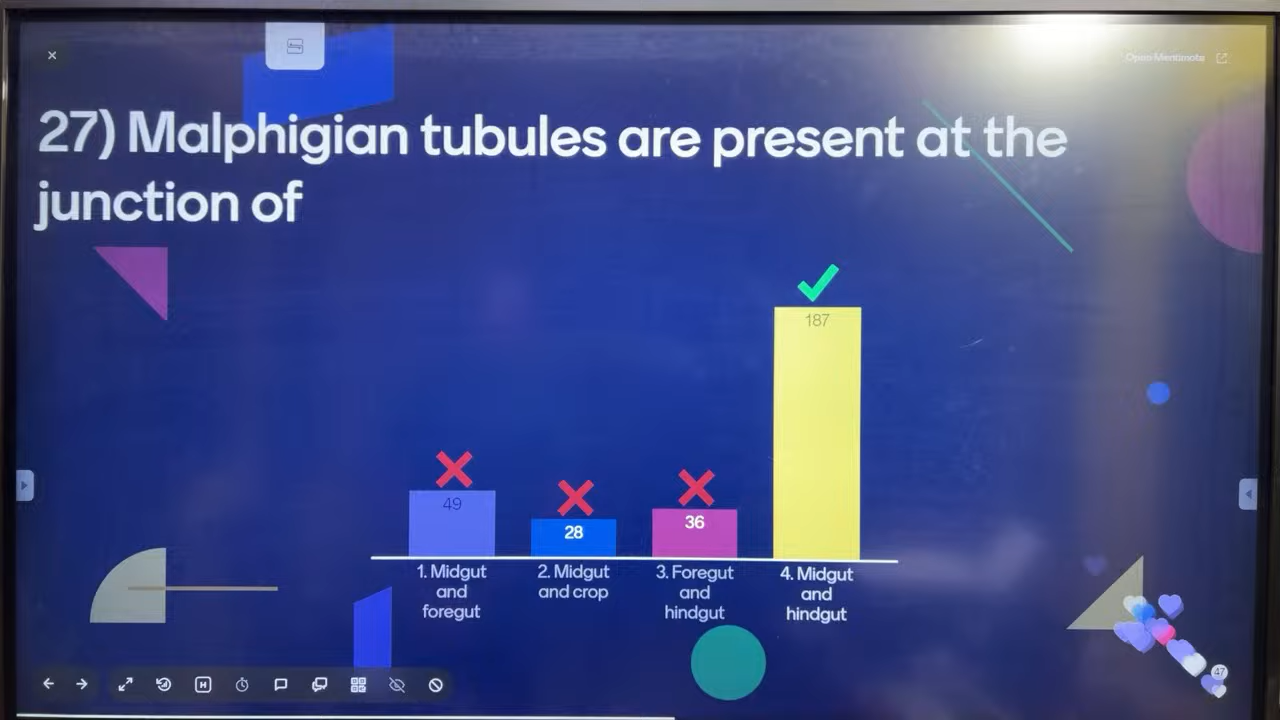 Open Mentimeter
27) Malphigian tubules are present at the
junction of
187
49
28
36
1. Midgut
and
foregut
2. Midgut
and crop
3. Foregut
and
hindgut
4. Midgut
and
hindgut
47